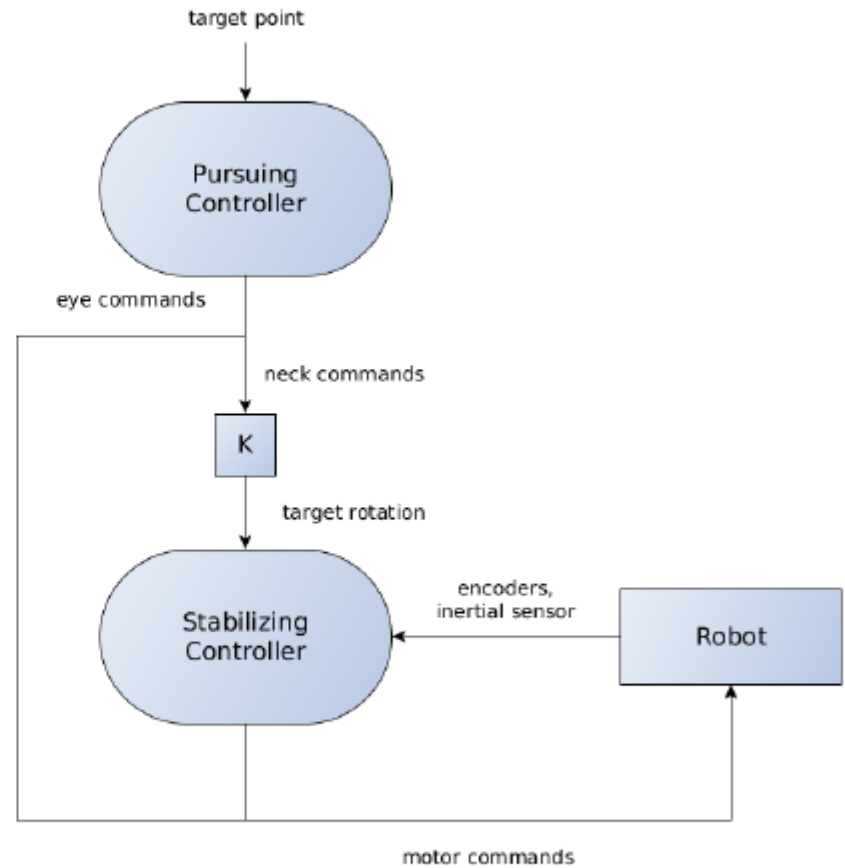 target point
Pursuing
Controller
eye commands
neck commands
K
target rotation
Stabilizing
Controller
encoders,
inertial sensor
Robot
motor commands